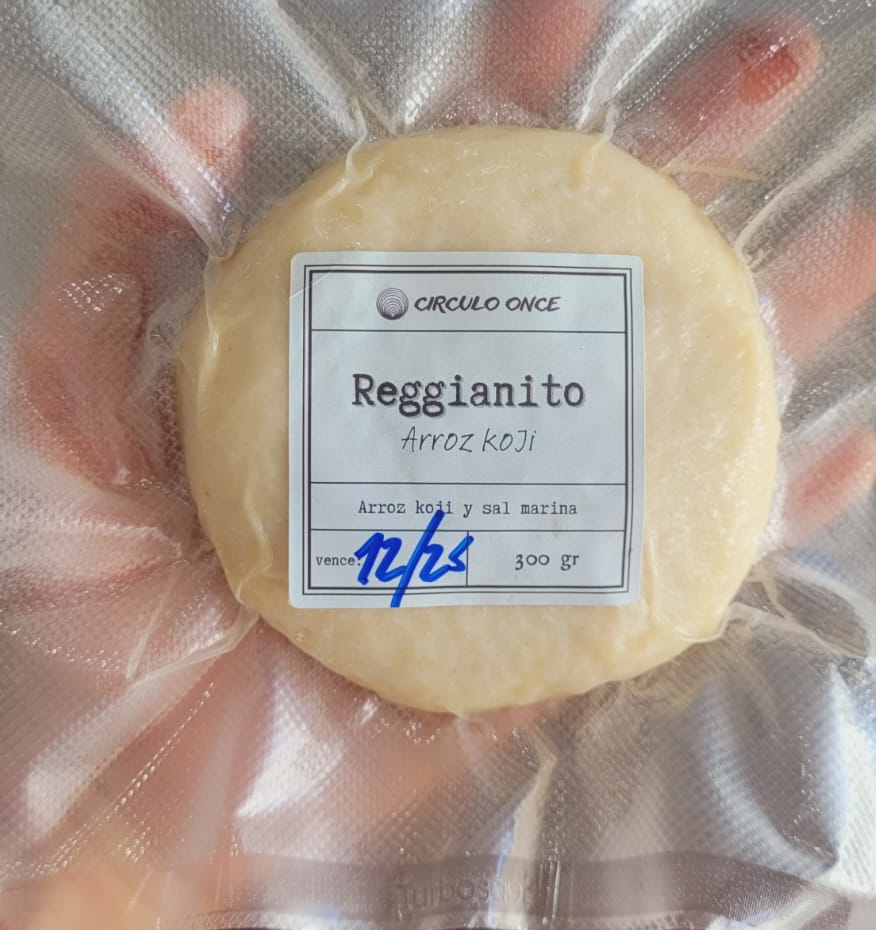 CIRCULO ONCE
Reggianito
Arroz koji
Arroz koji y sal marina
vence: 12/25
300 gr